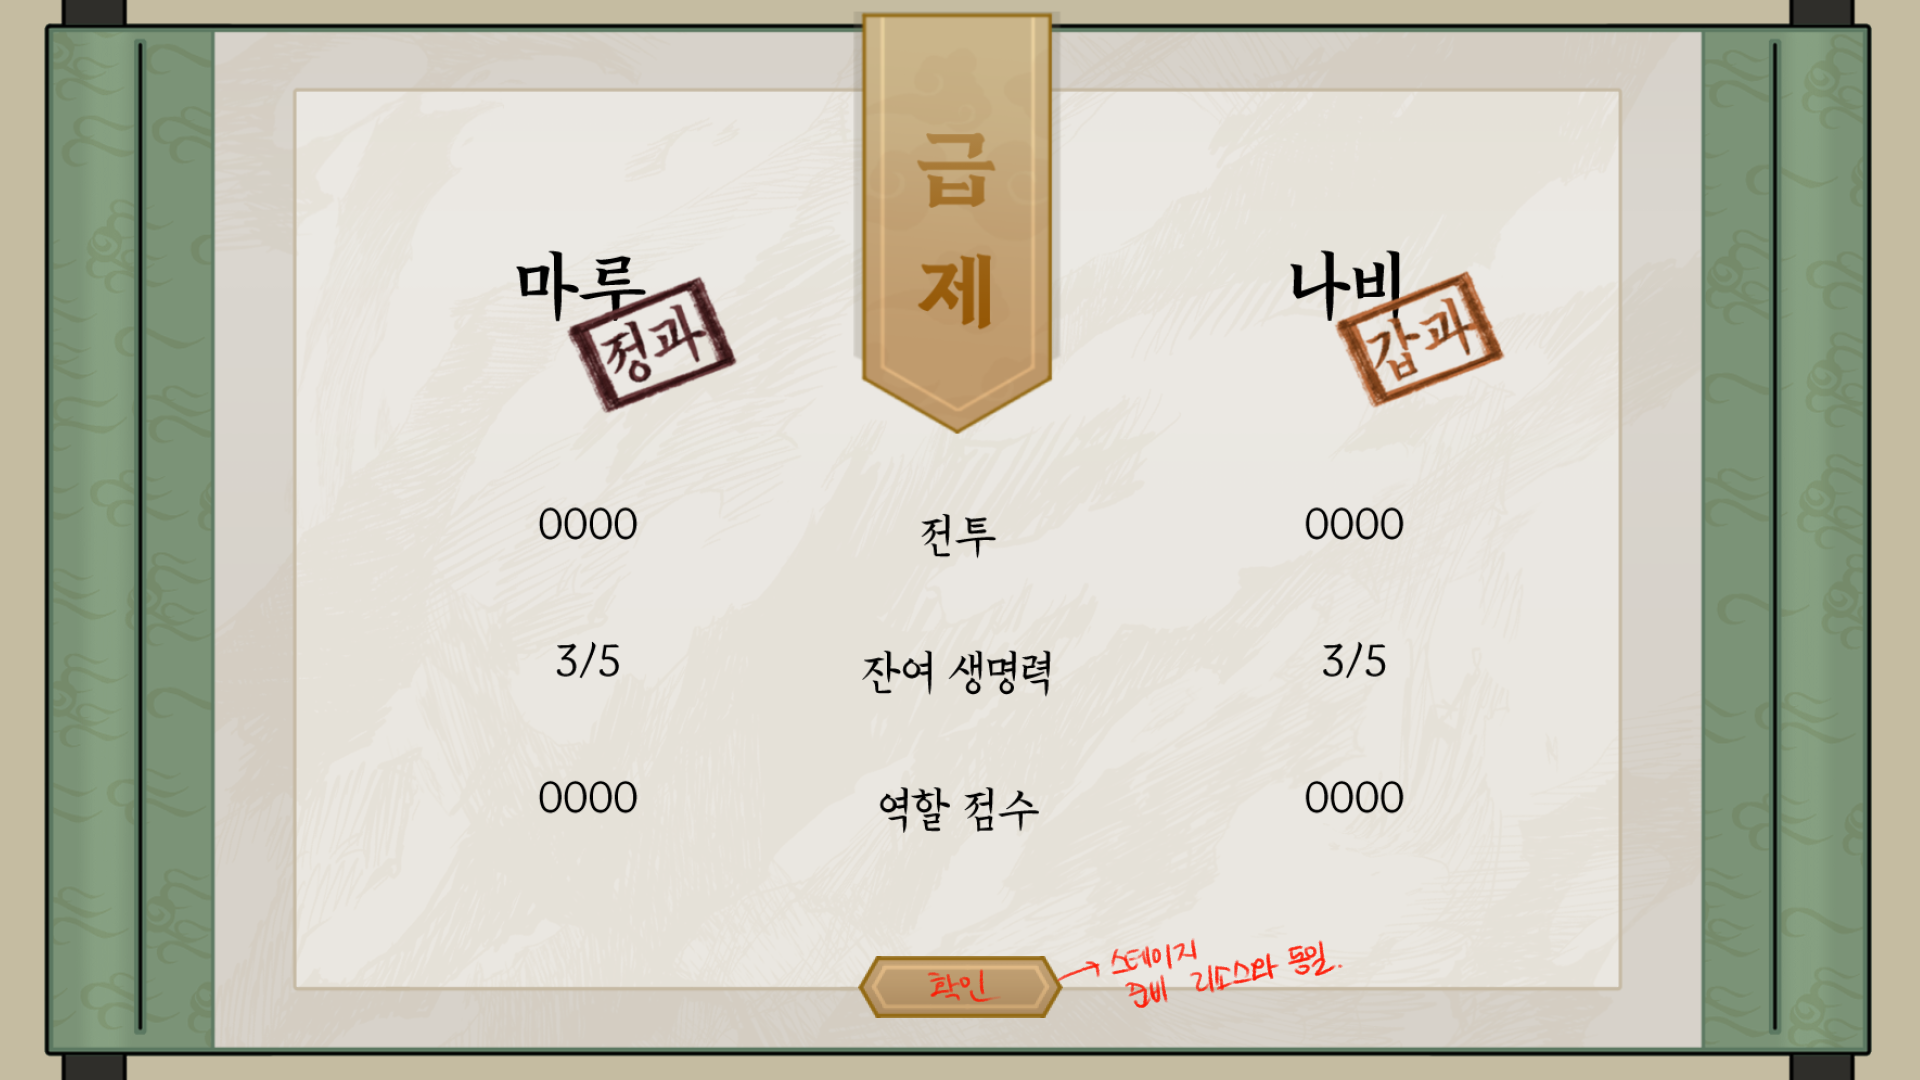 급
제
마루
정과
나비
갑과
0000 전투 0000
3/5 잔여 생명력 3/5
0000 역할 점수 0000
확인
스테이지
준비 리소스와 동일.